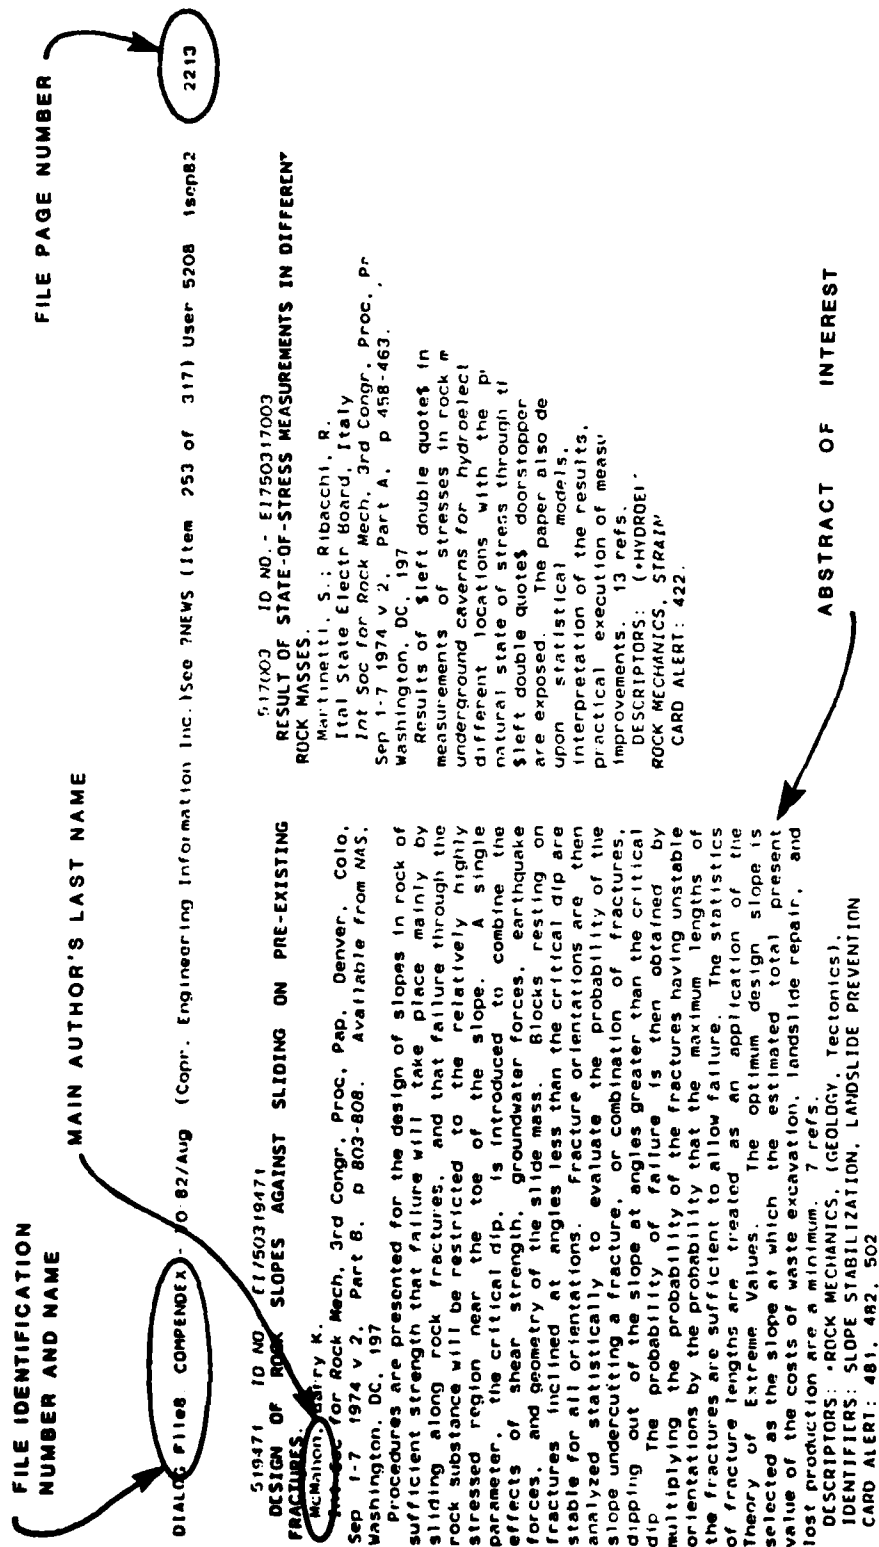 FILE IDENTIFICATION
NUMBER AND NAME
MAIN AUTHOR'S LAST NAME
FILE PAGE NUMBER
DIALOG File8: COMPENDEX - 70-82/Aug (Copr. Engineering Information Inc.)See ?NEWS (Item 253 of 317) User 5208 1sep82 2213
519471 ID NO. EI750319471
DESIGN OF ROCK SLOPES AGAINST SLIDING ON PRE-EXISTING
FRACTURES.
McMahon, Barry K.
Int Soc for Rock Mech, 3rd Congr, Proc, Pap, Denver, Colo,
Sep 1-7 1974 v 2, Part B, p 803-808. Available from NAS,
Washington, DC, 197
Procedures are presented for the design of slopes in rock of
sufficient strength that failure will take place mainly by
sliding along rock fractures, and that failure through the
rock substance will be restricted to the relatively highly
stressed region near the toe of the slope. A single
parameter, the critical dip, is introduced to combine the
effects of shear strength, groundwater forces, earthquake
forces, and geometry of the slide mass. Blocks resting on
fractures inclined at angles less than the critical dip are
stable for all orientations. Fracture orientations are then
analyzed statistically to evaluate the probability of the
slope undercutting a fracture, or combination of fractures,
dipping out of the slope at angles greater than the critical
dip The probability of failure is then obtained by
multiplying the probability of the fractures having unstable
orientations by the probability that the maximum lengths of
the fractures are sufficient to allow failure. The statistics
of fracture lengths are treated as an application of the
Theory of Extreme Values. The optimum design slope is
selected as the slope at which the estimated total present
value of the costs of waste excavation, landslide repair, and
lost production are a minimum. 7 refs.
DESCRIPTORS: *ROCK MECHANICS, (GEOLOGY, Tectonics),
IDENTIFIERS: SLOPE STABILIZATION, LANDSLIDE PREVENTION
CARD ALERT: 481, 482, 502
517003 ID NO.- EI750317003
RESULT OF STATE-OF-STRESS MEASUREMENTS IN DIFFERENT
ROCK MASSES.
Martinetti, S.; Ribacchi, R.
Ital State Electr Board, Italy
Int Soc for Rock Mech, 3rd Congr, Proc, Pr
Sep 1-7 1974 v 2, Part A, p 458-463.
Washington, DC, 197
Results of $left double quote$ in
measurements of stresses in rock m
underground caverns for hydroelect
different locations with the p
natural state of stress through t
$left double quote$ doorstopper
are exposed. The paper also de
upon statistical models,
interpretation of the results,
practical execution of measu
improvements. 13 refs.
DESCRIPTORS: (*HYDROEL
ROCK MECHANICS, STRAIN
CARD ALERT: 422.
ABSTRACT OF INTEREST